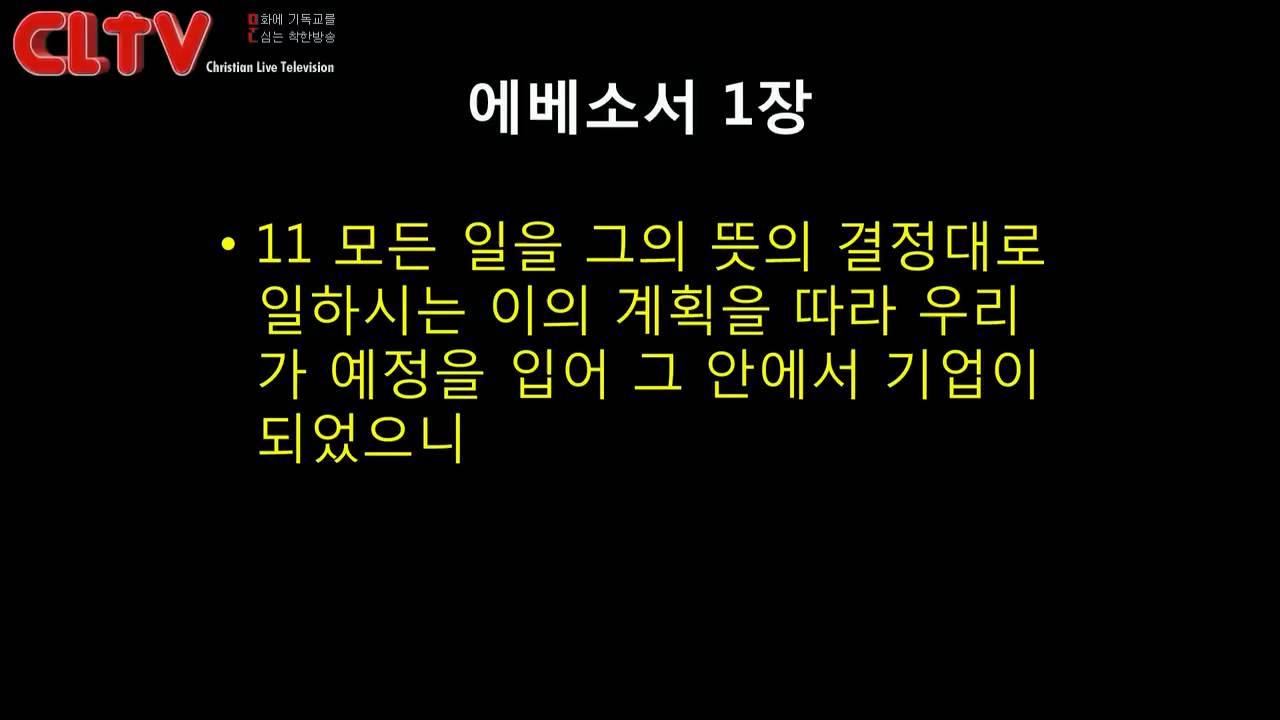 CLTV
문화에 기독교를
심는 착한방송
Christian Live Television
에베소서 1장
• 11 모든 일을 그의 뜻의 결정대로
일하시는 이의 계획을 따라 우리
가 예정을 입어 그 안에서 기업이
되었으니